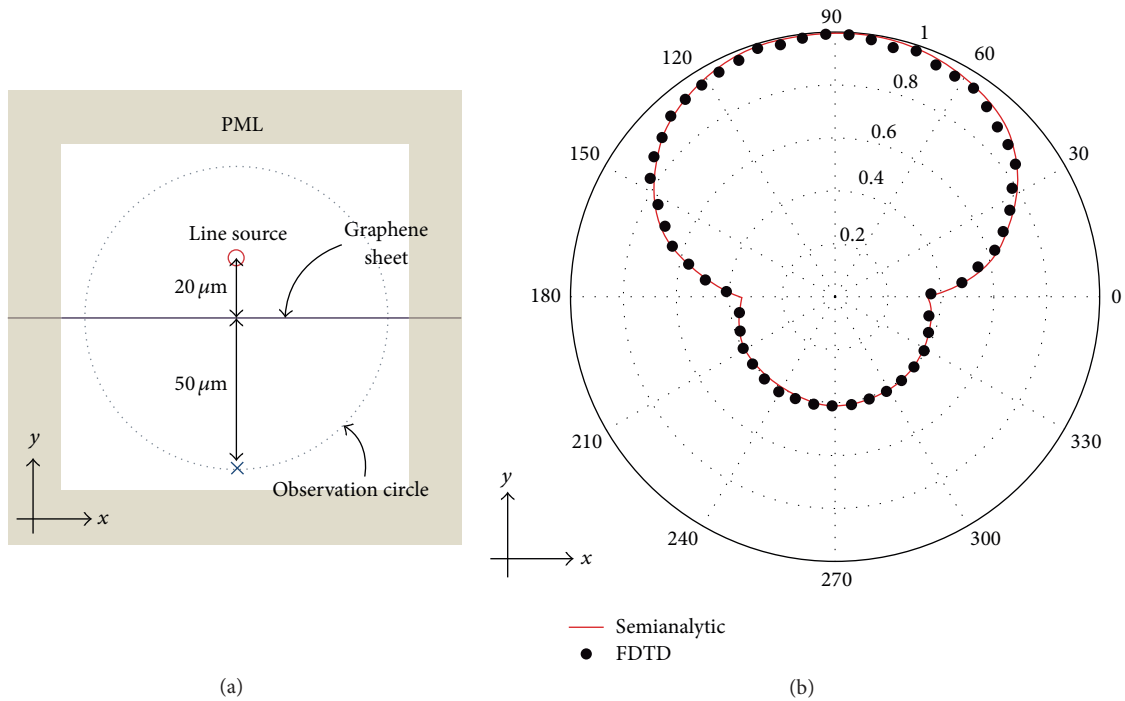 PML
Line source
Graphene
sheet
20 μm
50 μm
Observation circle
y
x
(a)
90
1
120
60
0.8
0.6
150
30
0.4
0.2
180
0
210
330
240
300
270
y
x
Semianalytic
FDTD
(b)